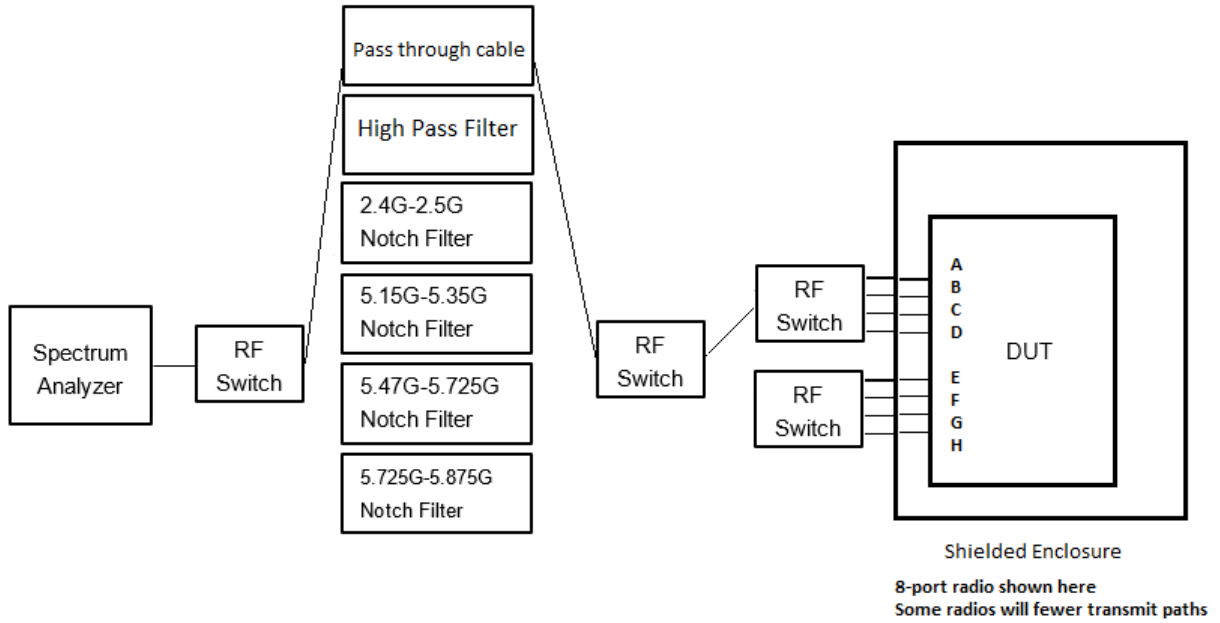 Pass through cable
High Pass Filter
2.4G-2.5G
Notch Filter
5.15G-5.35G
Notch Filter
5.47G-5.725G
Notch Filter
5.725G-5.875G
Notch Filter
Spectrum
Analyzer
RF
Switch
RF
Switch
RF
Switch
RF
Switch
A
B
C
D
E
F
G
H
DUT
Shielded Enclosure
8-port radio shown here
Some radios will fewer transmit paths